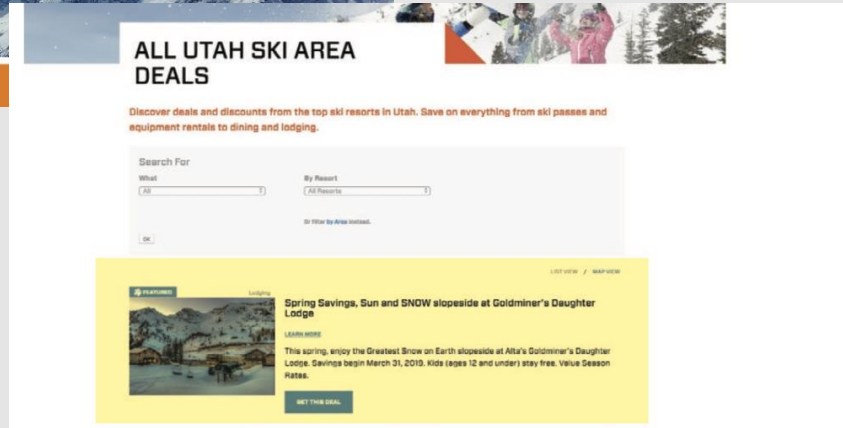 ALL UTAH SKI AREA
DEALS
Discover deals and discounts from the top ski resorts in Utah. Save on everything from ski passes and
equipment rentals to dining and lodging.
Search For
What
By Resort
All
All Resorts
Or filter by Area instead.
OK
LIST VIEW / MAP VIEW
FEATURED
Lodging
Spring Savings, Sun and SNOW slopeside at Goldminer's Daughter
Lodge
LEARN MORE
This spring, enjoy the Greatest Snow on Earth slopeside at Alta's Goldminer's Daughter
Lodge. Savings begin March 31, 2019. Kids (ages 12 and under) stay free. Value Season
Rates.
GET THIS DEAL